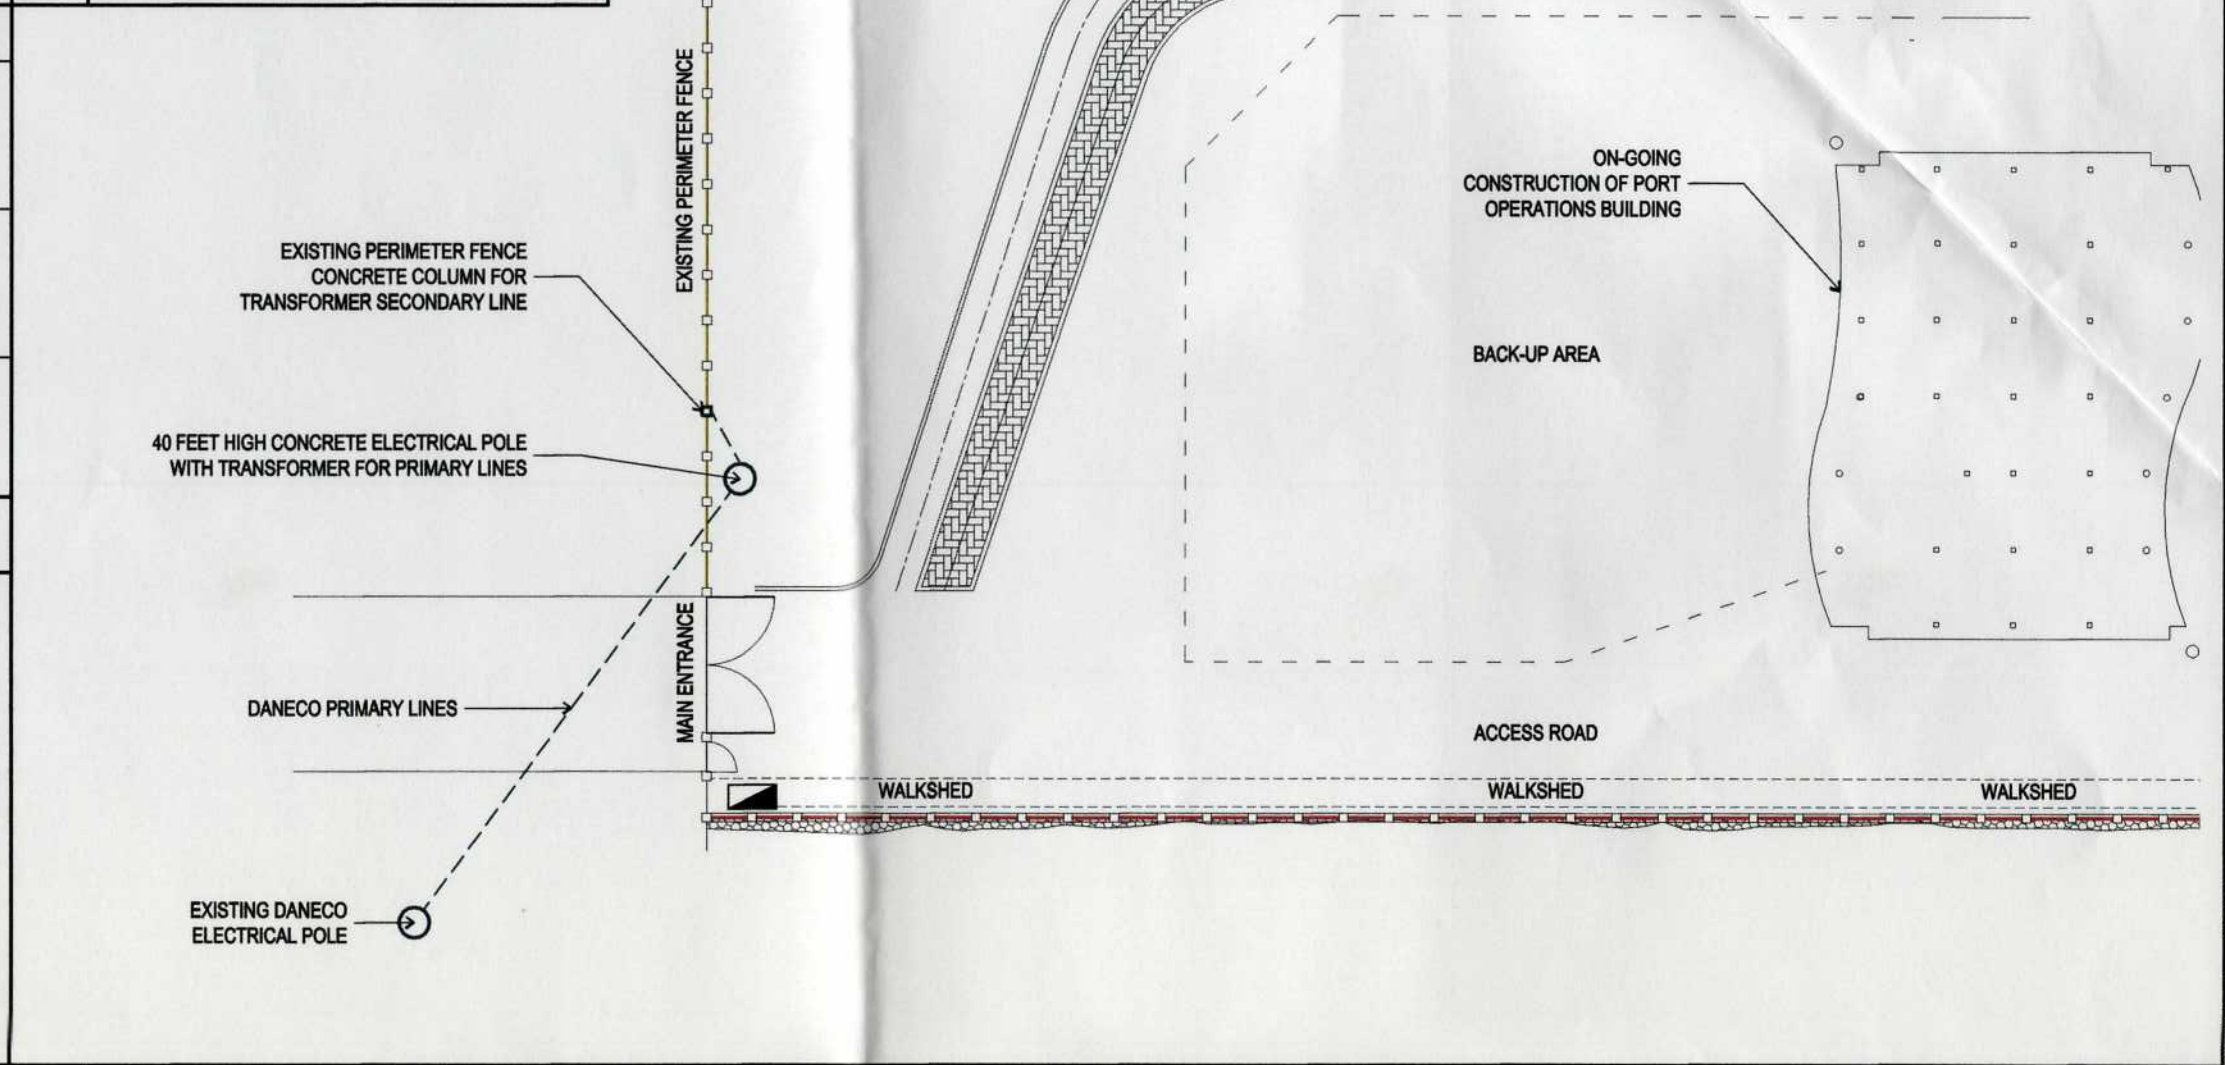 EXISTING PERIMETER FENCE
ON-GOING
CONSTRUCTION OF PORT
OPERATIONS BUILDING
EXISTING PERIMETER FENCE
CONCRETE COLUMN FOR
TRANSFORMER SECONDARY LINE
BACK-UP AREA
40 FEET HIGH CONCRETE ELECTRICAL POLE
WITH TRANSFORMER FOR PRIMARY LINES
MAIN ENTRANCE
DANECO PRIMARY LINES
ACCESS ROAD
WALKSHED
WALKSHED
WALKSHED
EXISTING DANECO
ELECTRICAL POLE